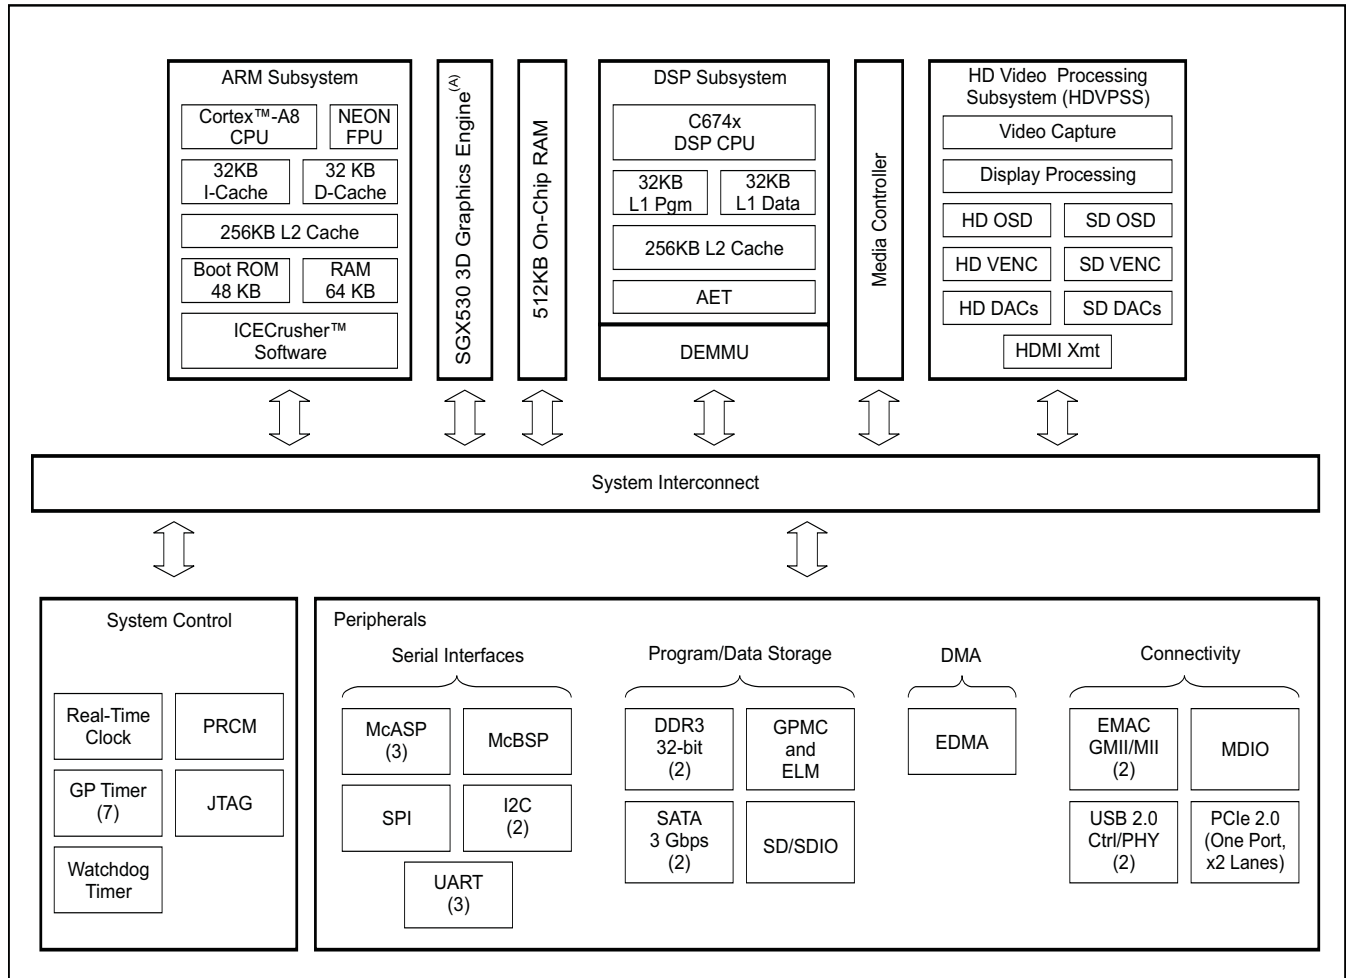 ARM Subsystem
Cortex™-A8
CPU
NEON
FPU
32KB
I-Cache
32 KB
D-Cache
256KB L2 Cache
Boot ROM
48 KB
RAM
64 KB
ICECrusher™
Software
SGX530 3D Graphics Engine(A)
512KB On-Chip RAM
DSP Subsystem
C674x
DSP CPU
32KB
L1 Pgm
32KB
L1 Data
256KB L2 Cache
AET
DEMMU
Media Controller
HD Video Processing
Subsystem (HDVPSS)
Video Capture
Display Processing
HD OSD
SD OSD
HD VENC
SD VENC
HD DACs
SD DACs
HDMI Xmt
System Interconnect
System Control
Real-Time
Clock
PRCM
GP Timer
(7)
JTAG
Watchdog
Timer
Peripherals
Serial Interfaces
McASP
(3)
McBSP
SPI
I2C
(2)
UART
(3)
Program/Data Storage
DDR3
32-bit
(2)
GPMC
and
ELM
SATA
3 Gbps
(2)
SD/SDIO
DMA
EDMA
Connectivity
EMAC
GMII/MII
(2)
MDIO
USB 2.0
Ctrl/PHY
(2)
PCIe 2.0
(One Port,
x2 Lanes)